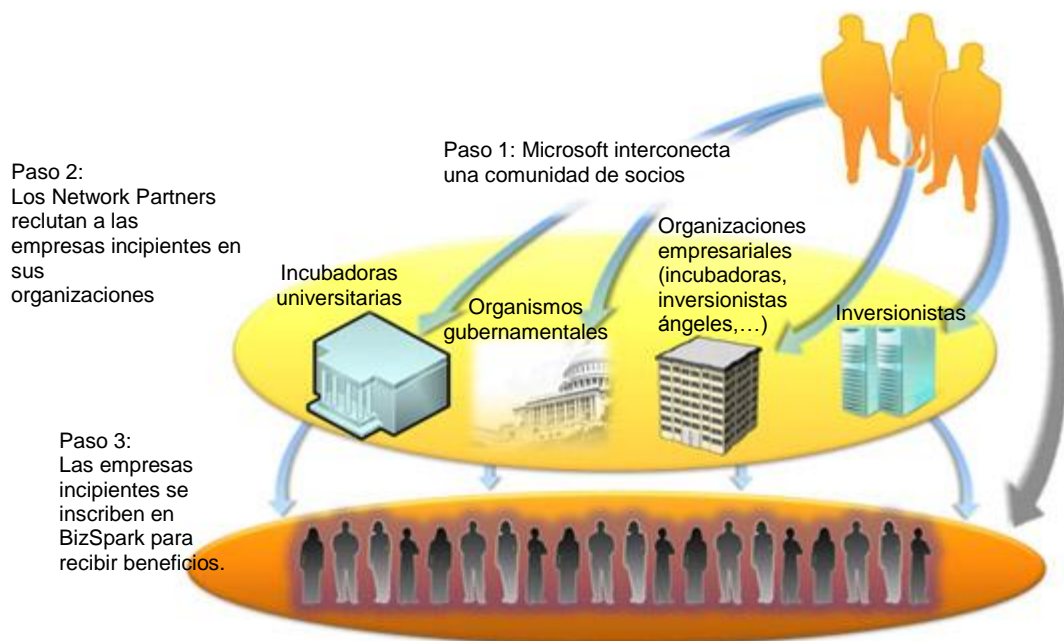 Paso 1: Microsoft interconecta
una comunidad de socios
Paso 2:
Los Network Partners
reclutan a las
empresas incipientes en
sus
organizaciones
Incubadoras
universitarias
Organismos
gubernamentales
Organizaciones
empresariales
(incubadoras,
inversionistas
ángeles,…)
Inversionistas
Paso 3:
Las empresas
incipientes se
inscriben en
BizSpark para
recibir beneficios.